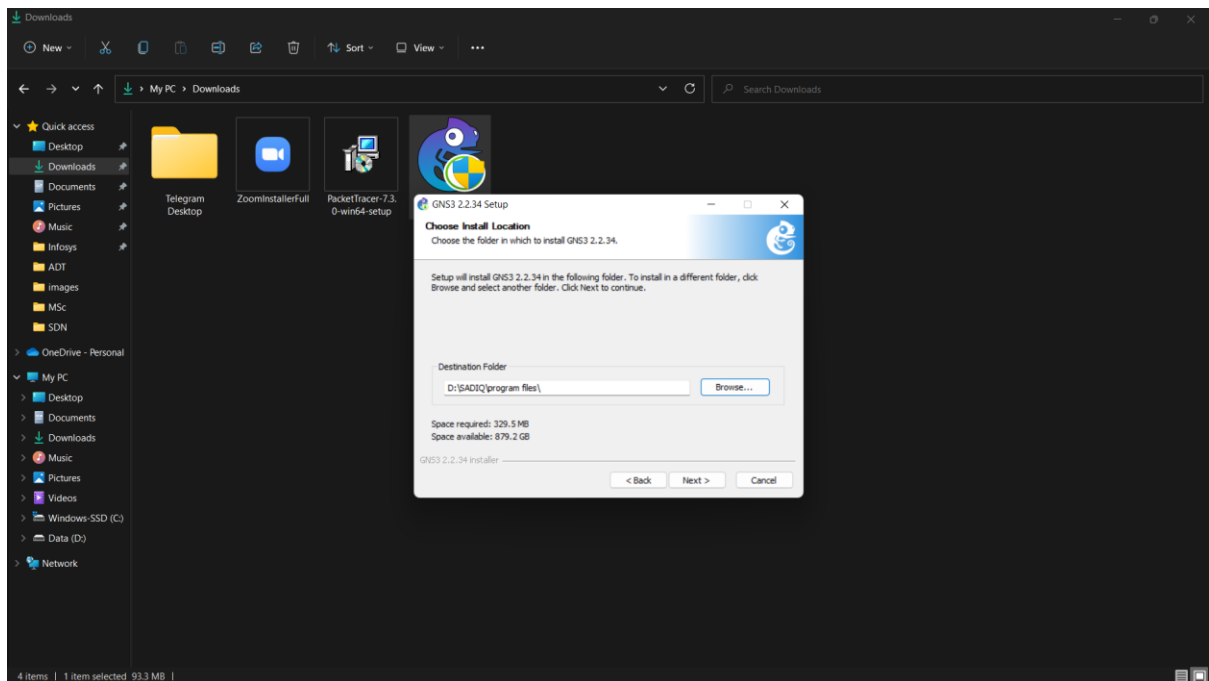 Downloads
New
Sort
View
My PC > Downloads
Search Downloads
Quick access
Desktop
Downloads
Documents
Pictures
Music
Infosys
ADT
images
MSc
SDN
OneDrive - Personal
My PC
Desktop
Documents
Downloads
Music
Pictures
Videos
Windows-SSD (C:)
Data (D:)
Network
Telegram
Desktop
ZoomInstallerFull
PacketTracer-7.3.
0-win64-setup
GNS3 2.2.34 Setup
Choose Install Location
Choose the folder in which to install GNS3 2.2.34.
Setup will install GNS3 2.2.34 in the following folder. To install in a different folder, click
Browse and select another folder. Click Next to continue.
Destination Folder
D:\SADIQ\program files\
Browse...
Space required: 329.5 MB
Space available: 879.2 GB
GNS3 2.2.34 installer
< Back
Next >
Cancel
4 items | 1 item selected 93.3 MB |